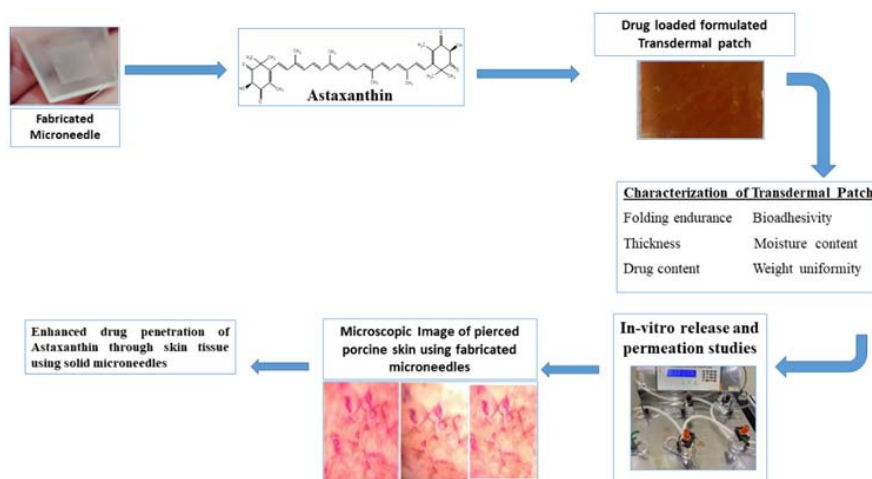 Fabricated
Microneedle
Astaxanthin
Drug loaded formulated
Transdermal patch
Characterization of Transdermal Patch
Folding endurance Bioadhesivity
Thickness Moisture content
Drug content Weight uniformity
In-vitro release and
permeation studies
Microscopic Image of pierced
porcine skin using fabricated
microneedles
Enhanced drug penetration of
Astaxanthin through skin tissue
using solid microneedles